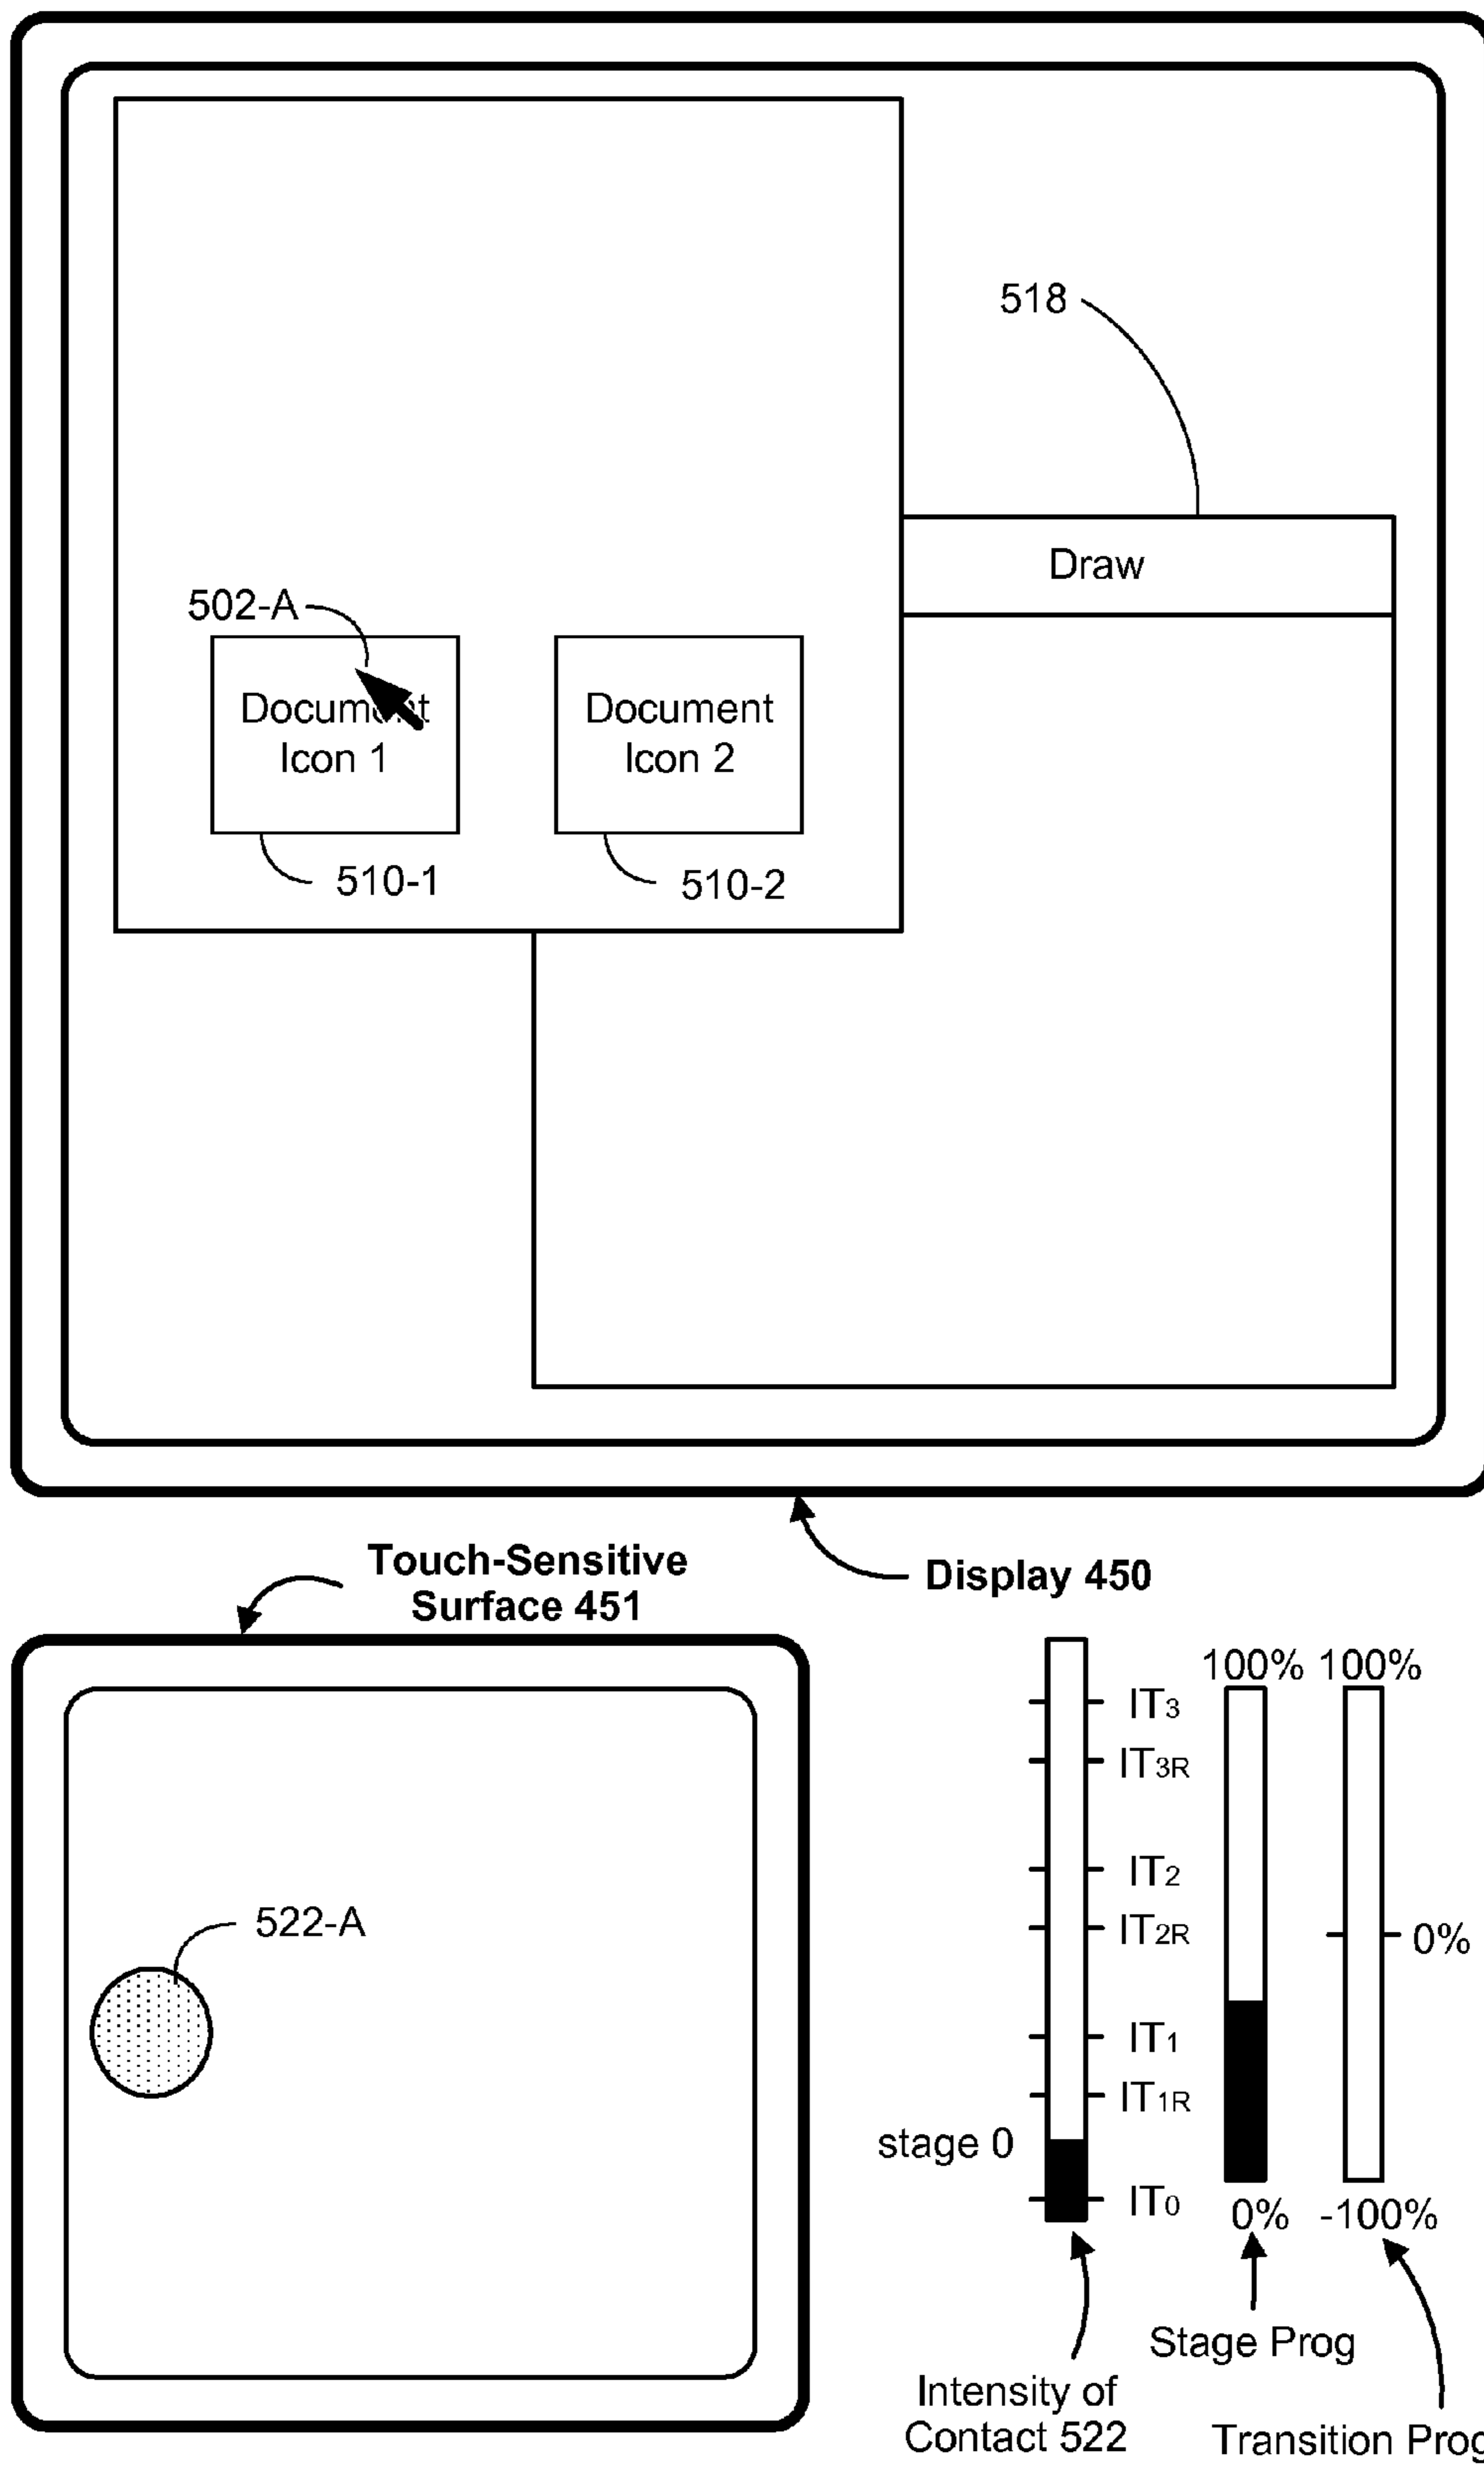 518
Draw
502-A
Document
Icon 1
Document
Icon 2
510-1
510-2
Touch-Sensitive
Surface 451
Display 450
100% 100%
IT3
IT3R
IT2
522-A
IT2R
0%
IT1
IT1R
stage 0
IT0
0% -100%
Stage Prog
Intensity of
Contact 522
Transition Prog